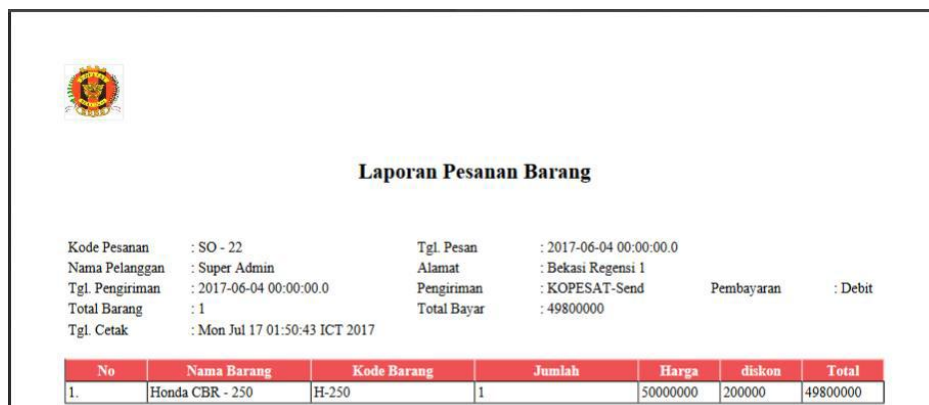 Laporan Pesanan Barang
Kode Pesanan : SO - 22 Tgl. Pesan : 2017-06-04 00:00:00.0
Nama Pelanggan : Super Admin Alamat : Bekasi Regensi 1
Tgl. Pengiriman : 2017-06-04 00:00:00.0 Pengiriman : KOPESAT-Send Pembayaran : Debit
Total Barang : 1 Total Bayar : 49800000
Tgl. Cetak : Mon Jul 17 01:50:43 ICT 2017
No Nama Barang Kode Barang Jumlah Harga diskon Total
1. Honda CBR - 250 H-250 1 50000000 200000 49800000